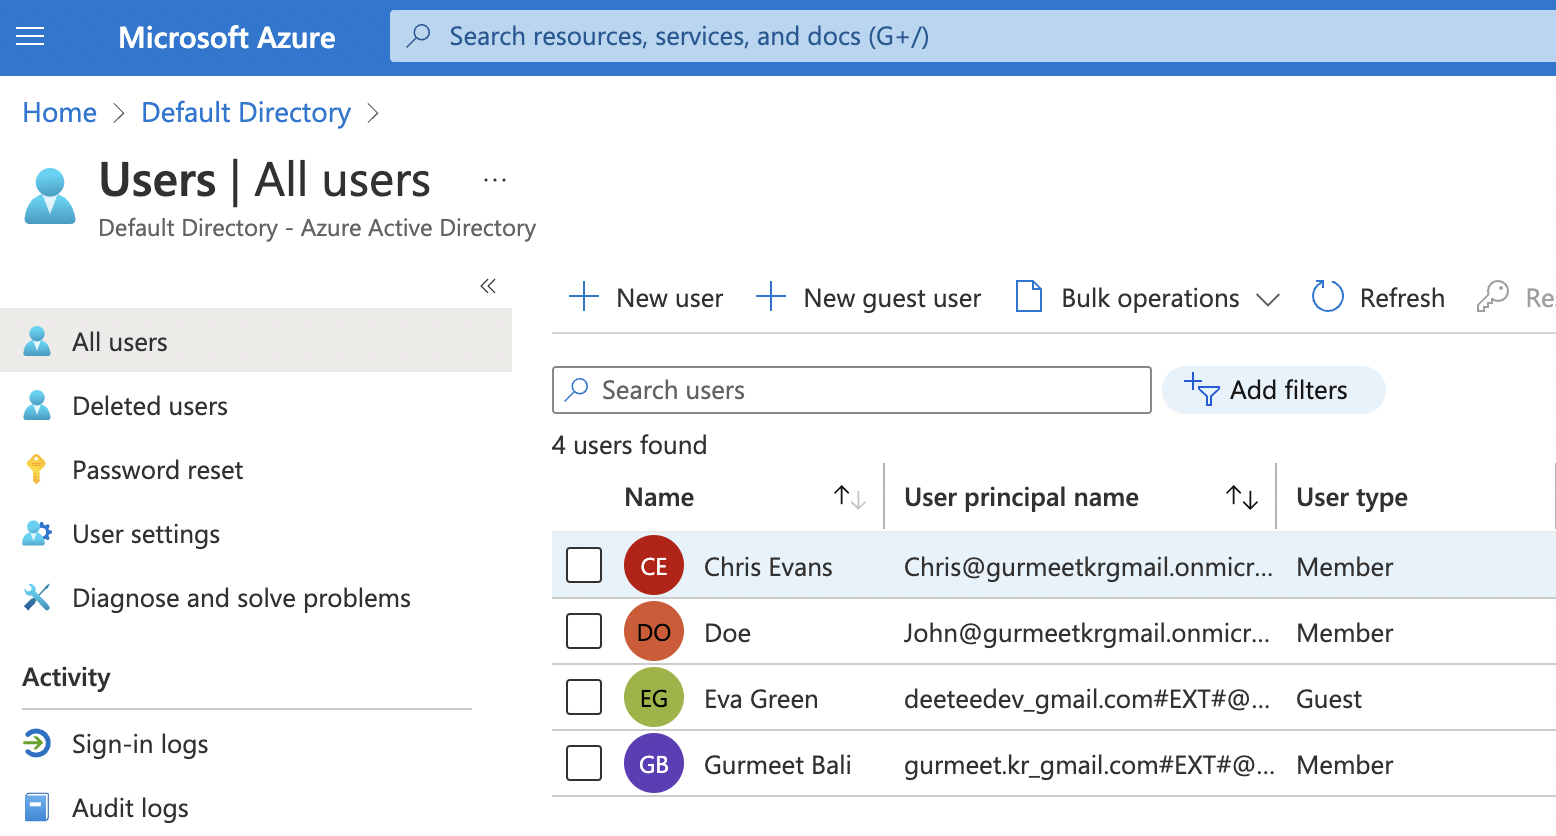 Microsoft Azure
Search resources, services, and docs (G+/)
Home > Default Directory >
Users | All users ...
Default Directory - Azure Active Directory
«
All users
Deleted users
Password reset
User settings
Diagnose and solve problems
Activity
Sign-in logs
Audit logs
+ New user + New guest user Bulk operations Refresh Re
Search users Add filters
4 users found
Name ↑↓ User principal name ↑↓ User type
CE Chris Evans Chris@gurmeetkrgmail.onmicr... Member
DO Doe John@gurmeetkrgmail.onmicr... Member
EG Eva Green deeteedev_gmail.com#EXT#@... Guest
GB Gurmeet Bali gurmeet.kr_gmail.com#EXT#@... Member